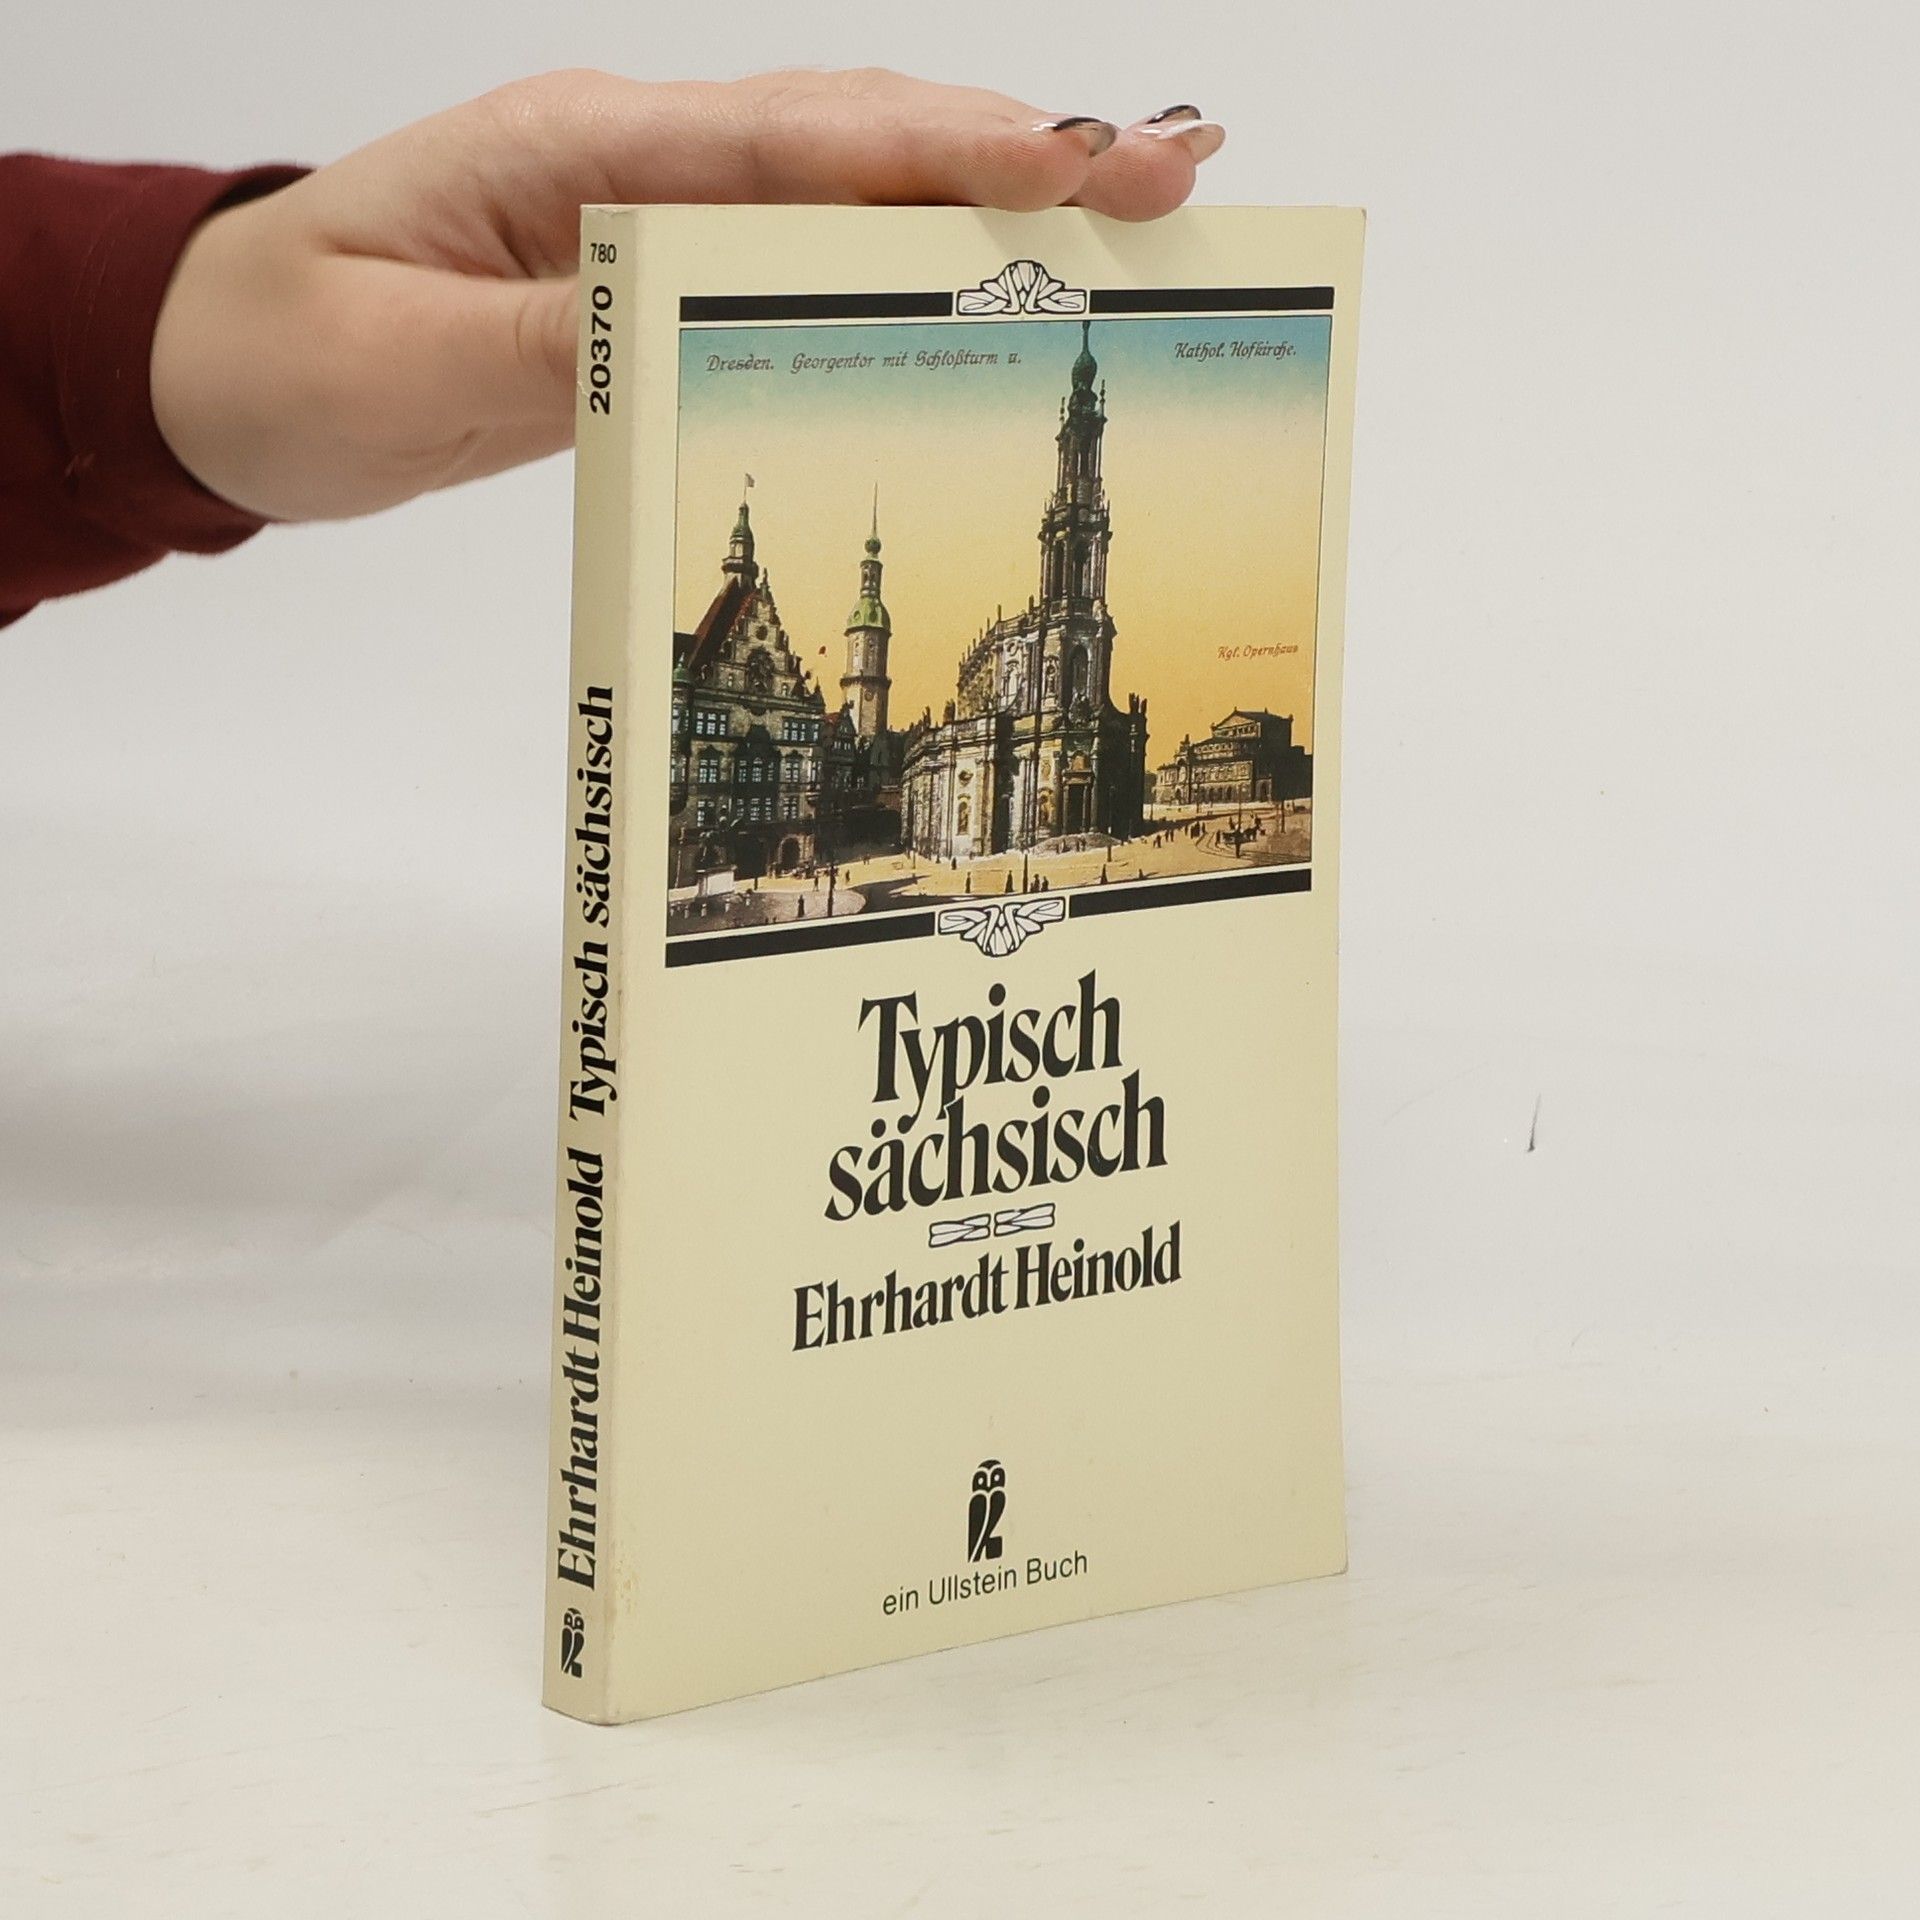 780
20370
Ehrhardt Heinold Typisch sächsisch
Dresden. Georgentor mit Schloßturm u. Kathol. Hofkirche.
Kgl. Opernhaus
Typisch
sächsisch
Ehrhardt Heinold
ein Ullstein Buch